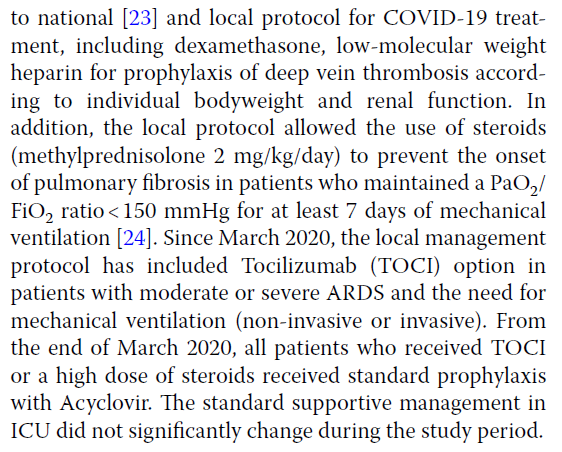 to national [23] and local protocol for COVID-19 treat-
ment, including dexamethasone, low-molecular weight
heparin for prophylaxis of deep vein thrombosis accord-
ing to individual bodyweight and renal function. In
addition, the local protocol allowed the use of steroids
(methylprednisolone 2 mg/kg/day) to prevent the onset
of pulmonary fibrosis in patients who maintained a PaO₂/
FiO₂ ratio < 150 mmHg for at least 7 days of mechanical
ventilation [24]. Since March 2020, the local management
protocol has included Tocilizumab (TOCI) option in
patients with moderate or severe ARDS and the need for
mechanical ventilation (non-invasive or invasive). From
the end of March 2020, all patients who received TOCI
or a high dose of steroids received standard prophylaxis
with Acyclovir. The standard supportive management in
ICU did not significantly change during the study period.